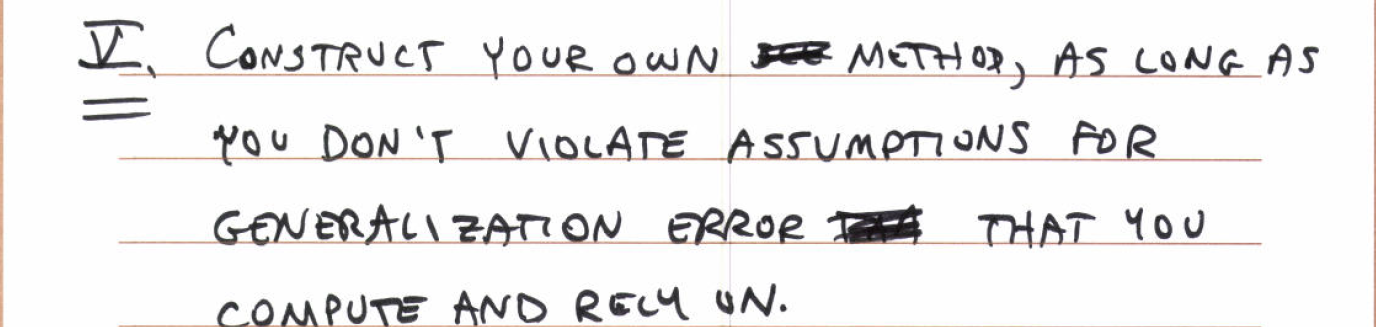 V. CONSTRUCT YOUR OWN METHOD, AS LONG AS
YOU DON'T VIOLATE ASSUMPTIONS FOR
GENERALIZATION ERROR THAT YOU
COMPUTE AND RELY ON.